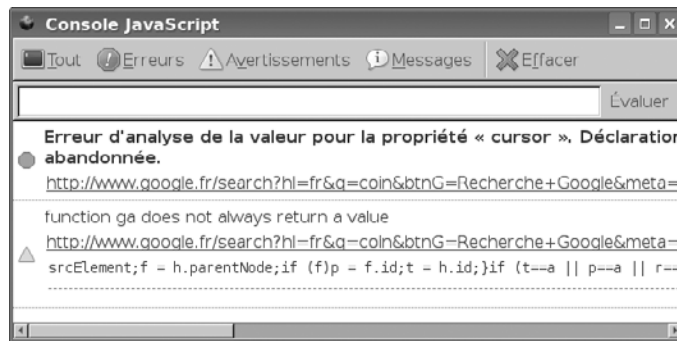 Console JavaScript
Tout Erreurs Avertissements Messages Effacer
Évaluer
Erreur d'analyse de la valeur pour la propriété « cursor ». Déclaration
abandonnée.
http://www.google.fr/search?hl=fr&q=coin&btnG=Recherche+Google&meta=
function ga does not always return a value
http://www.google.fr/search?hl=fr&q=coin&btnG=Recherche+Google&meta=
srcElement;f = h.parentNode;if (f)p = f.id;t = h.id;}if (t==a || p==a || r==